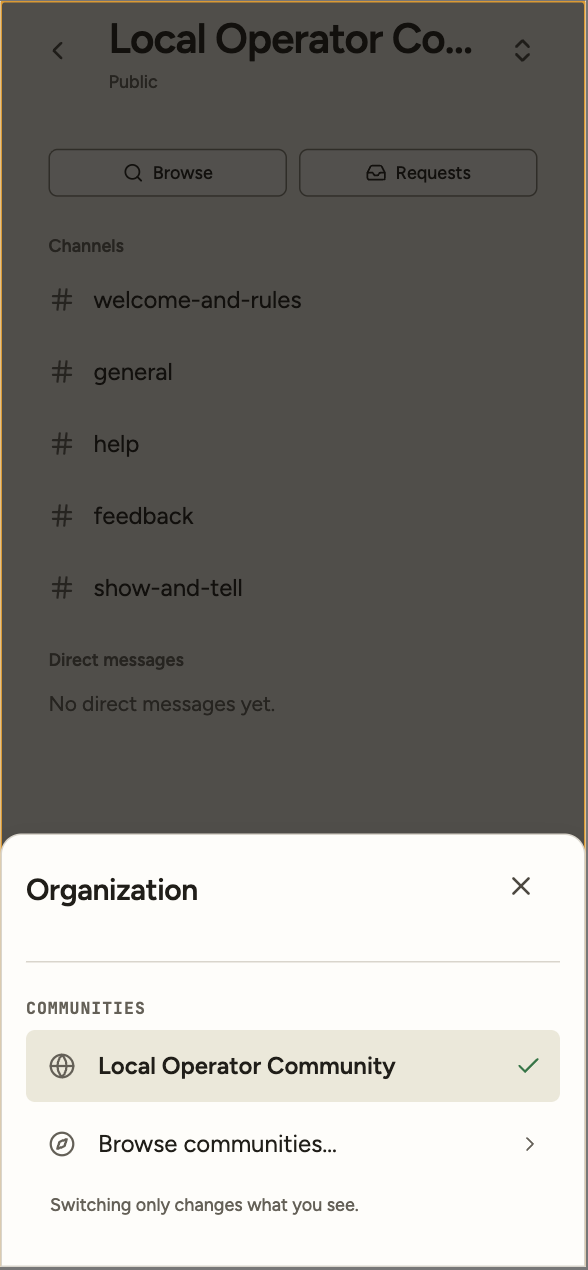 Local Operator Co...
Public
Browse
Requests
Channels
# welcome-and-rules
# general
# help
# feedback
# show-and-tell
Direct messages
No direct messages yet.
Organization
COMMUNITIES
Local Operator Community
Browse communities...
Switching only changes what you see.